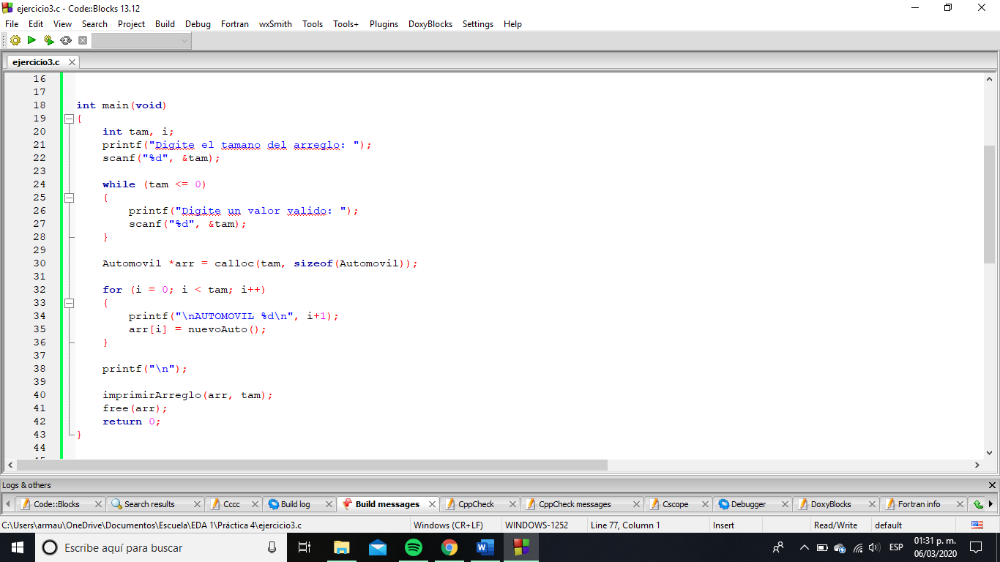 ejercicio3.c - Code::Blocks 13.12
File Edit View Search Project Build Debug Fortran wxSmith Tools Tools+ Plugins DoxyBlocks Settings Help
ejercicio3.c
16
17
18 int main(void)
19 {
20 int tam, i;
21 printf("Digite el tamano del arreglo: ");
22 scanf("%d", &tam);
23
24 while (tam <= 0)
25 {
26 printf("Digite un valor valido: ");
27 scanf("%d", &tam);
28 }
29
30 Automovil *arr = calloc(tam, sizeof(Automovil));
31
32 for (i = 0; i < tam; i++)
33 {
34 printf("\nAUTOMOVIL %d\n", i+1);
35 arr[i] = nuevoAuto();
36 }
37
38 printf("\n");
39
40 imprimirArreglo(arr, tam);
41 free(arr);
42 return 0;
43 }
44
Logs & others
Code::Blocks Search results Cccc Build log Build messages CppCheck CppCheck messages Cscope Debugger DoxyBlocks Fortran info
C:\Users\armau\OneDrive\Documentos\Escuela\EDA 1\Práctica 4\ejercicio3.c Windows (CR+LF) WINDOWS-1252 Line 77, Column 1 Insert Read/Write default
Escribe aquí para buscar
ESP
01:31 p. m.
06/03/2020